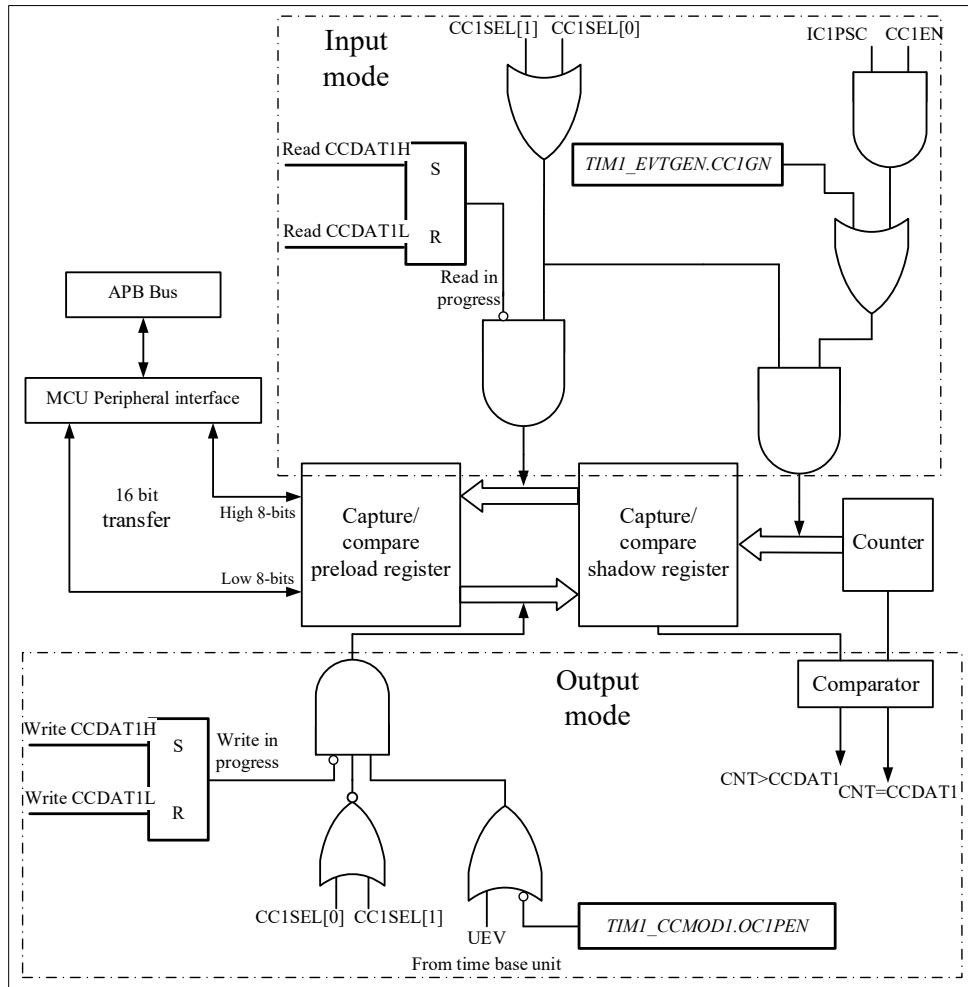 Input
mode
CC1SEL[1]
CC1SEL[0]
IC1PSC
CC1EN
Read CCDAT1H
S
TIM1_EVTGEN.CC1GN
Read CCDAT1L
R
Read in
progress
APB Bus
MCU Peripheral interface
16 bit
transfer
High 8-bits
Low 8-bits
Capture/
compare
preload register
Capture/
compare
shadow register
Counter
Output
mode
Comparator
Write CCDAT1H
S
Write in
progress
Write CCDAT1L
R
CNT>CCDAT1
CNT=CCDAT1
CC1SEL[0]
CC1SEL[1]
UEV
TIM1_CCMOD1.OC1PEN
From time base unit